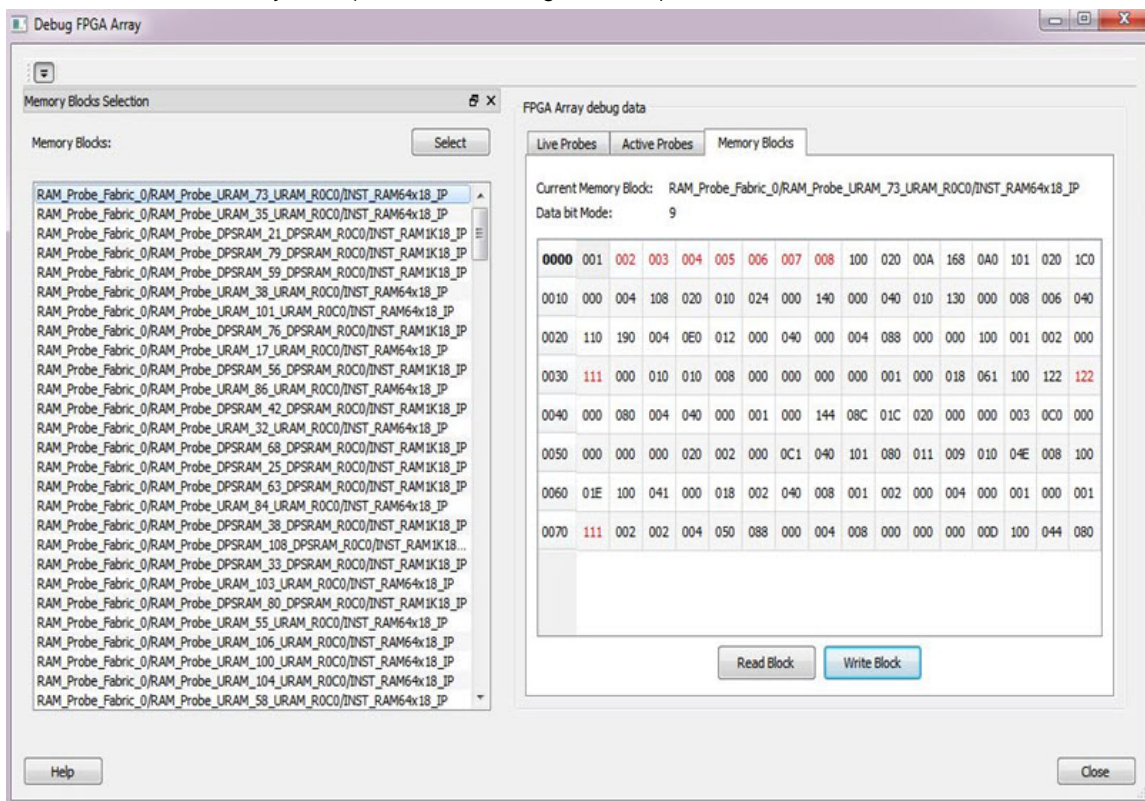 Debug FPGA Array
Memory Blocks Selection
Memory Blocks:
Select
RAM_Probe_Fabric_0/RAM_Probe_URAM_73_URAM_R0C0/INST_RAM64x18_IP
RAM_Probe_Fabric_0/RAM_Probe_URAM_35_URAM_R0C0/INST_RAM64x18_IP
RAM_Probe_Fabric_0/RAM_Probe_DPSRAM_21_DPSRAM_R0C0/INST_RAM1K18_IP
RAM_Probe_Fabric_0/RAM_Probe_DPSRAM_79_DPSRAM_R0C0/INST_RAM1K18_IP
RAM_Probe_Fabric_0/RAM_Probe_DPSRAM_59_DPSRAM_R0C0/INST_RAM1K18_IP
RAM_Probe_Fabric_0/RAM_Probe_URAM_38_URAM_R0C0/INST_RAM64x18_IP
RAM_Probe_Fabric_0/RAM_Probe_URAM_101_URAM_R0C0/INST_RAM64x18_IP
RAM_Probe_Fabric_0/RAM_Probe_DPSRAM_76_DPSRAM_R0C0/INST_RAM1K18_IP
RAM_Probe_Fabric_0/RAM_Probe_URAM_17_URAM_R0C0/INST_RAM64x18_IP
RAM_Probe_Fabric_0/RAM_Probe_DPSRAM_56_DPSRAM_R0C0/INST_RAM1K18_IP
RAM_Probe_Fabric_0/RAM_Probe_URAM_86_URAM_R0C0/INST_RAM64x18_IP
RAM_Probe_Fabric_0/RAM_Probe_DPSRAM_42_DPSRAM_R0C0/INST_RAM1K18_IP
RAM_Probe_Fabric_0/RAM_Probe_URAM_32_URAM_R0C0/INST_RAM64x18_IP
RAM_Probe_Fabric_0/RAM_Probe_DPSRAM_68_DPSRAM_R0C0/INST_RAM1K18_IP
RAM_Probe_Fabric_0/RAM_Probe_DPSRAM_25_DPSRAM_R0C0/INST_RAM1K18_IP
RAM_Probe_Fabric_0/RAM_Probe_DPSRAM_63_DPSRAM_R0C0/INST_RAM1K18_IP
RAM_Probe_Fabric_0/RAM_Probe_URAM_84_URAM_R0C0/INST_RAM64x18_IP
RAM_Probe_Fabric_0/RAM_Probe_DPSRAM_38_DPSRAM_R0C0/INST_RAM1K18_IP
RAM_Probe_Fabric_0/RAM_Probe_DPSRAM_108_DPSRAM_R0C0/INST_RAM1K18...
RAM_Probe_Fabric_0/RAM_Probe_DPSRAM_33_DPSRAM_R0C0/INST_RAM1K18_IP
RAM_Probe_Fabric_0/RAM_Probe_URAM_103_URAM_R0C0/INST_RAM64x18_IP
RAM_Probe_Fabric_0/RAM_Probe_DPSRAM_80_DPSRAM_R0C0/INST_RAM1K18_IP
RAM_Probe_Fabric_0/RAM_Probe_URAM_55_URAM_R0C0/INST_RAM64x18_IP
RAM_Probe_Fabric_0/RAM_Probe_URAM_106_URAM_R0C0/INST_RAM64x18_IP
RAM_Probe_Fabric_0/RAM_Probe_URAM_100_URAM_R0C0/INST_RAM64x18_IP
RAM_Probe_Fabric_0/RAM_Probe_URAM_104_URAM_R0C0/INST_RAM64x18_IP
RAM_Probe_Fabric_0/RAM_Probe_URAM_58_URAM_R0C0/INST_RAM64x18_IP
FPGA Array debug data
Live Probes Active Probes Memory Blocks
Current Memory Block: RAM_Probe_Fabric_0/RAM_Probe_URAM_73_URAM_R0C0/INST_RAM64x18_IP
Data bit Mode: 9
0000 001 002 003 004 005 006 007 008 100 020 00A 168 0A0 101 020 1C0
0010 000 004 108 020 010 024 000 140 000 040 010 130 000 008 006 040
0020 110 190 004 0E0 012 000 040 000 004 088 000 000 100 001 002 000
0030 111 000 010 010 008 000 000 000 000 001 000 018 061 100 122 122
0040 000 080 004 040 000 001 000 144 08C 01C 020 000 000 003 0C0 000
0050 000 000 000 020 002 000 0C1 040 101 080 011 009 010 04E 008 100
0060 01E 100 041 000 018 002 040 008 001 002 000 004 000 001 000 001
0070 111 002 002 004 050 088 000 004 008 000 000 000 00D 100 044 080
Read Block Write Block
Help Close